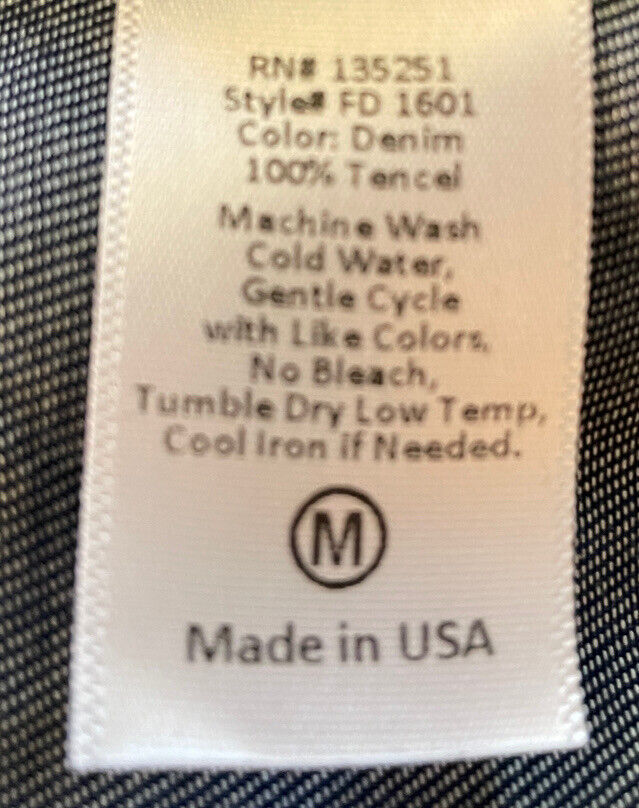 RN# 135251
Style# FD 1601
Color: Denim
100% Tencel
Machine Wash
Cold Water,
Gentle Cycle
with Like Colors,
No Bleach,
Tumble Dry Low Temp,
Cool Iron if Needed.
M
Made in USA